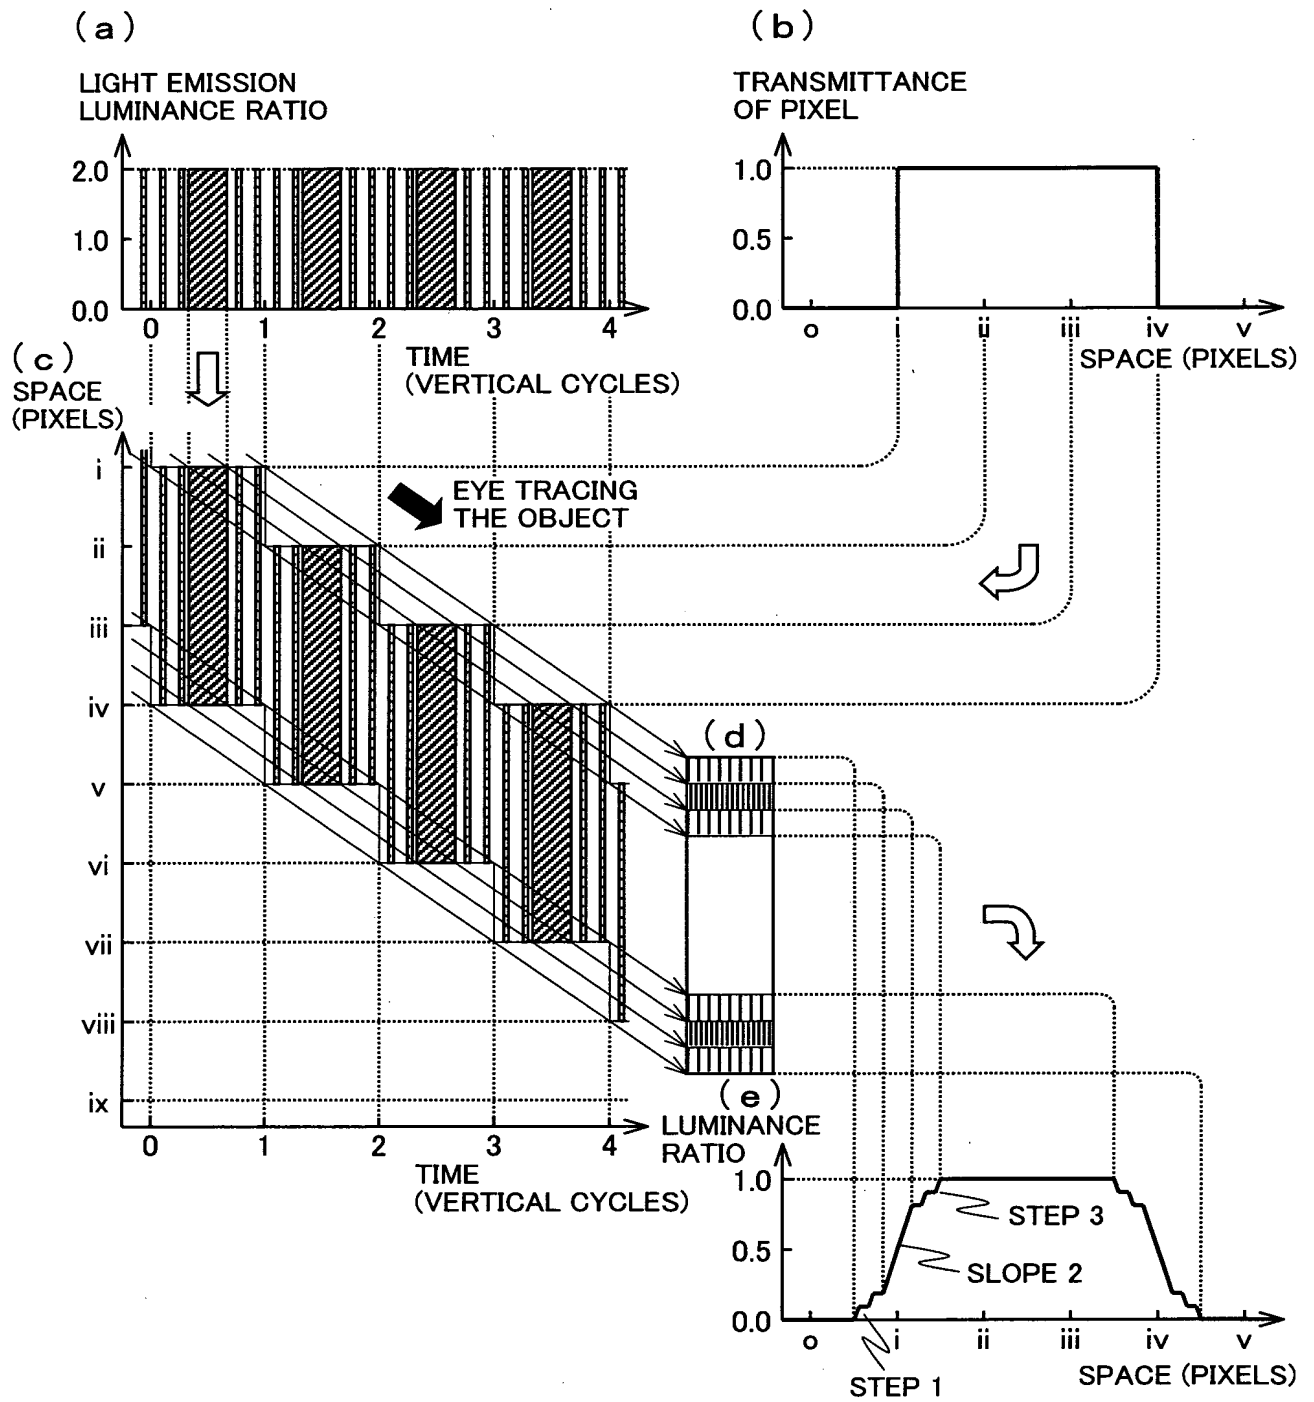 (a)
LIGHT EMISSION
LUMINANCE RATIO
2.0
1.0
0.0
0 1 2 3 4
TIME
(VERTICAL CYCLES)
(b)
TRANSMITTANCE
OF PIXEL
1.0
0.5
0.0
o i ii iii iv v
SPACE (PIXELS)
(c)
SPACE
(PIXELS)
i
ii
iii
iv
v
vi
vii
viii
ix
EYE TRACING
THE OBJECT
0 1 2 3 4
TIME
(VERTICAL CYCLES)
(d)
(e)
LUMINANCE
RATIO
1.0
0.5
0.0
STEP 3
SLOPE 2
o i ii iii iv v
STEP 1
SPACE (PIXELS)